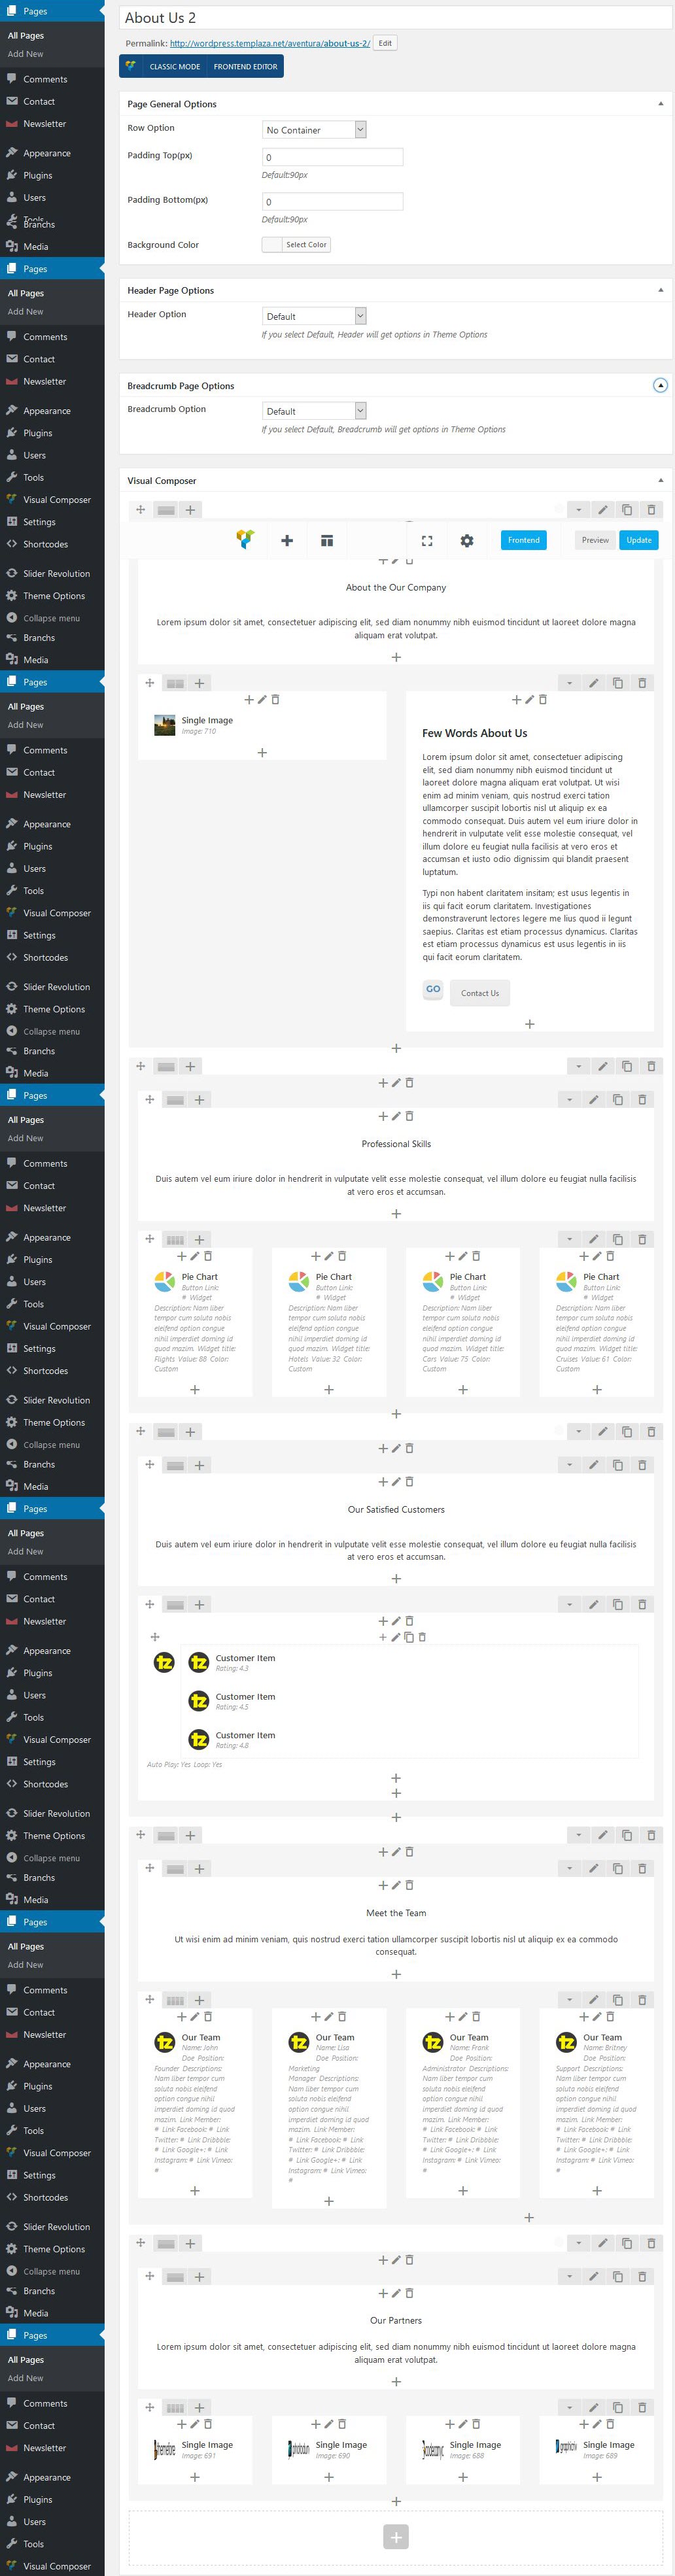 Pages
All Pages
Add New
Comments
Contact
Newsletter
Appearance
Plugins
Users
Tools
Branchs
Media
Pages
All Pages
Add New
Comments
Contact
Newsletter
Appearance
Plugins
Users
Tools
Visual Composer
Settings
Shortcodes
Slider Revolution
Theme Options
Collapse menu
Branchs
Media
Pages
All Pages
Add New
Comments
Contact
Newsletter
Appearance
Plugins
Users
Tools
Visual Composer
Settings
Shortcodes
Slider Revolution
Theme Options
Collapse menu
Branchs
Media
Pages
All Pages
Add New
Comments
Contact
Newsletter
Appearance
Plugins
Users
Tools
Visual Composer
Settings
Shortcodes
Slider Revolution
Theme Options
Collapse menu
Branchs
Media
Pages
All Pages
Add New
Comments
Contact
Newsletter
Appearance
Plugins
Users
Tools
Visual Composer
Settings
Shortcodes
Slider Revolution
Theme Options
Collapse menu
Branchs
Media
Pages
All Pages
Add New
Comments
Contact
Newsletter
Appearance
Plugins
Users
Tools
Visual Composer
Settings
Shortcodes
Slider Revolution
Theme Options
Collapse menu
Branchs
Media
Pages
All Pages
Add New
Comments
Contact
Newsletter
Appearance
Plugins
Users
Tools
Visual Composer
About Us 2
Permalink: http://wordpress.templaza.net/aventura/about-us-2/ Edit
CLASSIC MODE FRONTEND EDITOR
Page General Options
Row Option No Container
Padding Top(px) 0
Default:90px
Padding Bottom(px) 0
Default:90px
Background Color Select Color
Header Page Options
Header Option Default
If you select Default, Header will get options in Theme Options
Breadcrumb Page Options
Breadcrumb Option Default
If you select Default, Breadcrumb will get options in Theme Options
Visual Composer
Frontend Preview Update
About the Our Company
Lorem ipsum dolor sit amet, consectetuer adipiscing elit, sed diam nonummy nibh euismod tincidunt ut laoreet dolore magna
aliquam erat volutpat.
Single Image
Image: 710
Few Words About Us
Lorem ipsum dolor sit amet, consectetuer adipiscing
elit, sed diam nonummy nibh euismod tincidunt ut
laoreet dolore magna aliquam erat volutpat. Ut wisi
enim ad minim veniam, quis nostrud exerci tation
ullamcorper suscipit lobortis nisl ut aliquip ex ea
commodo consequat. Duis autem vel eum iriure dolor in
hendrerit in vulputate velit esse molestie consequat, vel
illum dolore eu feugiat nulla facilisis at vero eros et
accumsan et iusto odio dignissim qui blandit praesent
luptatum.
Typi non habent claritatem insitam; est usus legentis in
iis qui facit eorum claritatem. Investigationes
demonstraverunt lectores legere me lius quod ii legunt
saepius. Claritas est etiam processus dynamicus. Claritas
est etiam processus dynamicus est usus legentis in iis
qui facit eorum claritatem.
GO Contact Us
Professional Skills
Duis autem vel eum iriure dolor in hendrerit in vulputate velit esse molestie consequat, vel illum dolore eu feugiat nulla facilisis
at vero eros et accumsan.
Pie Chart
Button Link:
# Widget
Description: Nam liber
tempor cum soluta nobis
eleifend option congue
nihil imperdiet doming id
quod mazim. Widget title:
Flights Value: 88 Color:
Custom
Pie Chart
Button Link:
# Widget
Description: Nam liber
tempor cum soluta nobis
eleifend option congue
nihil imperdiet doming id
quod mazim. Widget title:
Hotels Value: 32 Color:
Custom
Pie Chart
Button Link:
# Widget
Description: Nam liber
tempor cum soluta nobis
eleifend option congue
nihil imperdiet doming id
quod mazim. Widget title:
Cars Value: 75 Color:
Custom
Pie Chart
Button Link:
# Widget
Description: Nam liber
tempor cum soluta nobis
eleifend option congue
nihil imperdiet doming id
quod mazim. Widget title:
Cruises Value: 61 Color:
Custom
Our Satisfied Customers
Duis autem vel eum iriure dolor in hendrerit in vulputate velit esse molestie consequat, vel illum dolore eu feugiat nulla facilisis
at vero eros et accumsan.
tz
tz Customer Item
Rating: 4.3
tz Customer Item
Rating: 4.5
tz Customer Item
Rating: 4.8
Auto Play: Yes Loop: Yes
Meet the Team
Ut wisi enim ad minim veniam, quis nostrud exerci tation ullamcorper suscipit lobortis nisl ut aliquip ex ea commodo
consequat.
tz Our Team
Name: John
Doe Position:
Founder Descriptions:
Nam liber tempor cum
soluta nobis eleifend
option congue nihil
imperdiet doming id quod
mazim. Link Member:
# Link Facebook: # Link
Twitter: # Link Dribbble:
# Link Google+: # Link
Instagram: # Link Vimeo:
#
tz Our Team
Name: Lisa
Doe Position:
Marketing
Manager Descriptions:
Nam liber tempor cum
soluta nobis eleifend
option congue nihil
imperdiet doming id quod
mazim. Link Member:
# Link Facebook: # Link
Twitter: # Link Dribbble:
# Link Google+: # Link
Instagram: # Link Vimeo:
#
tz Our Team
Name: Frank
Doe Position:
Administrator Descriptions:
Nam liber tempor cum
soluta nobis eleifend
option congue nihil
imperdiet doming id quod
mazim. Link Member:
# Link Facebook: # Link
Twitter: # Link Dribbble:
# Link Google+: # Link
Instagram: # Link Vimeo:
#
tz Our Team
Name: Britney
Doe Position:
Support Descriptions:
Nam liber tempor cum
soluta nobis eleifend
option congue nihil
imperdiet doming id quod
mazim. Link Member:
# Link Facebook: # Link
Twitter: # Link Dribbble:
# Link Google+: # Link
Instagram: # Link Vimeo:
#
Our Partners
Lorem ipsum dolor sit amet, consectetuer adipiscing elit, sed diam nonummy nibh euismod tincidunt ut laoreet dolore magna
aliquam erat volutpat.
Single Image
Image: 691
Single Image
Image: 690
Single Image
Image: 688
Single Image
Image: 689